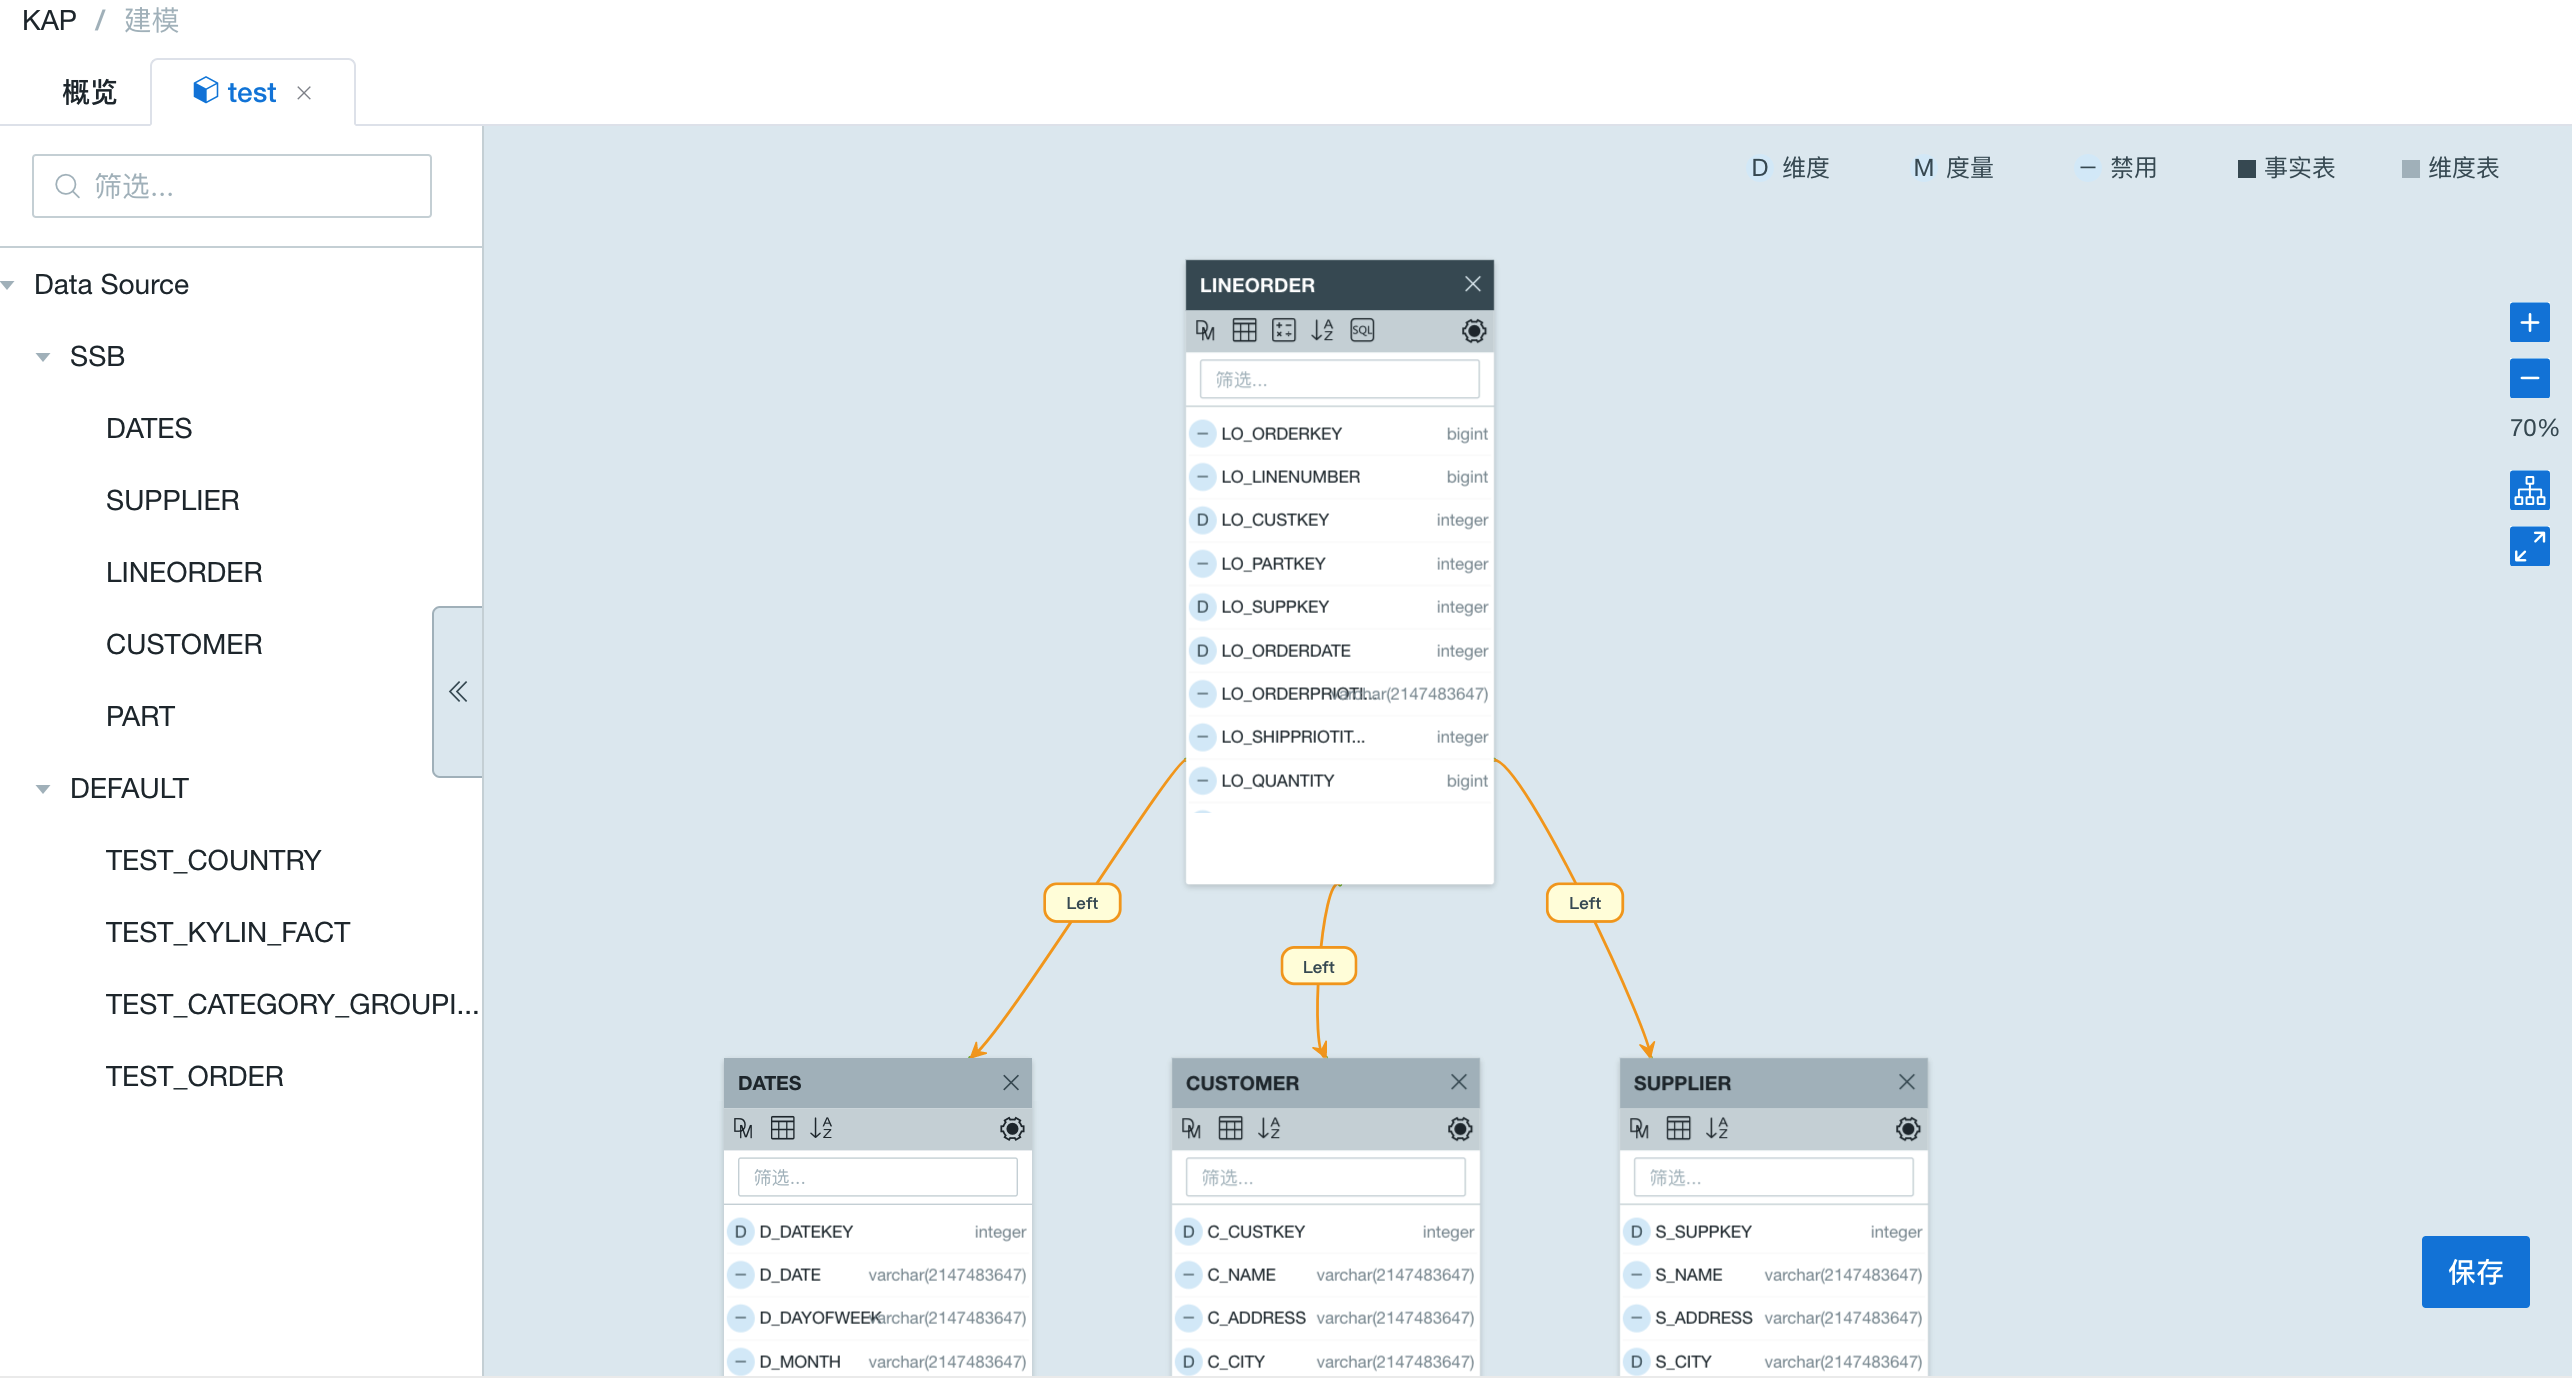 KAP / 建模
概览
test
筛选...
Data Source
SSB
DATES
SUPPLIER
LINEORDER
CUSTOMER
PART
DEFAULT
TEST_COUNTRY
TEST_KYLIN_FACT
TEST_CATEGORY_GROUPI...
TEST_ORDER
D 维度 M 度量 – 禁用 事实表 维度表
70%
LINEORDER
SQL
筛选...
LO_ORDERKEY bigint
LO_LINENUMBER bigint
D LO_CUSTKEY integer
LO_PARTKEY integer
D LO_SUPPKEY integer
D LO_ORDERDATE integer
LO_ORDERPRIOTI... varchar(2147483647)
LO_SHIPPRIOTIT... integer
LO_QUANTITY bigint
Left
Left
Left
DATES
筛选...
D D_DATEKEY integer
D_DATE varchar(2147483647)
D_DAYOFWEEK varchar(2147483647)
D_MONTH varchar(2147483647)
CUSTOMER
筛选...
D C_CUSTKEY integer
C_NAME varchar(2147483647)
C_ADDRESS varchar(2147483647)
D C_CITY varchar(2147483647)
SUPPLIER
筛选...
D S_SUPPKEY integer
S_NAME varchar(2147483647)
S_ADDRESS varchar(2147483647)
D S_CITY varchar(2147483647)
保存